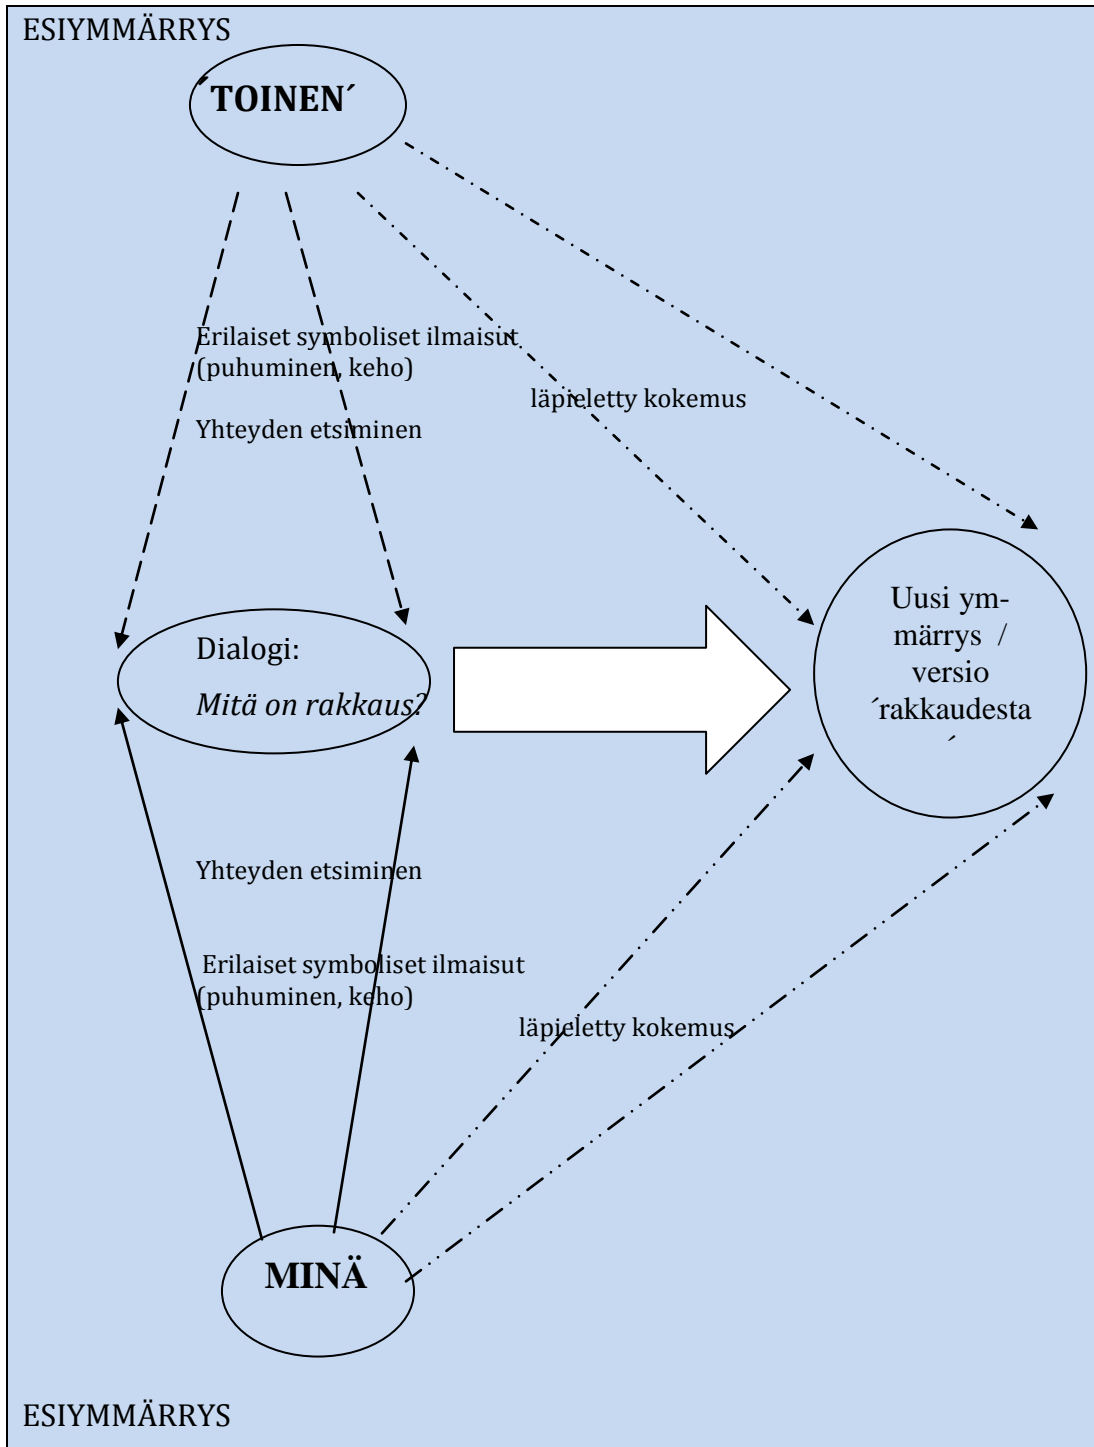 ESIYMMÄRRYS
´TOINEN´
Erilaiset symboliset ilmaisut
(puhuminen, keho)
läpieletty kokemus
Yhteyden etsiminen
Dialogi:
Mitä on rakkaus?
Uusi ym-
märrys /
versio
´rakkaudesta
´
Yhteyden etsiminen
Erilaiset symboliset ilmaisut
(puhuminen, keho)
läpieletty kokemus
MINÄ
ESIYMMÄRRYS